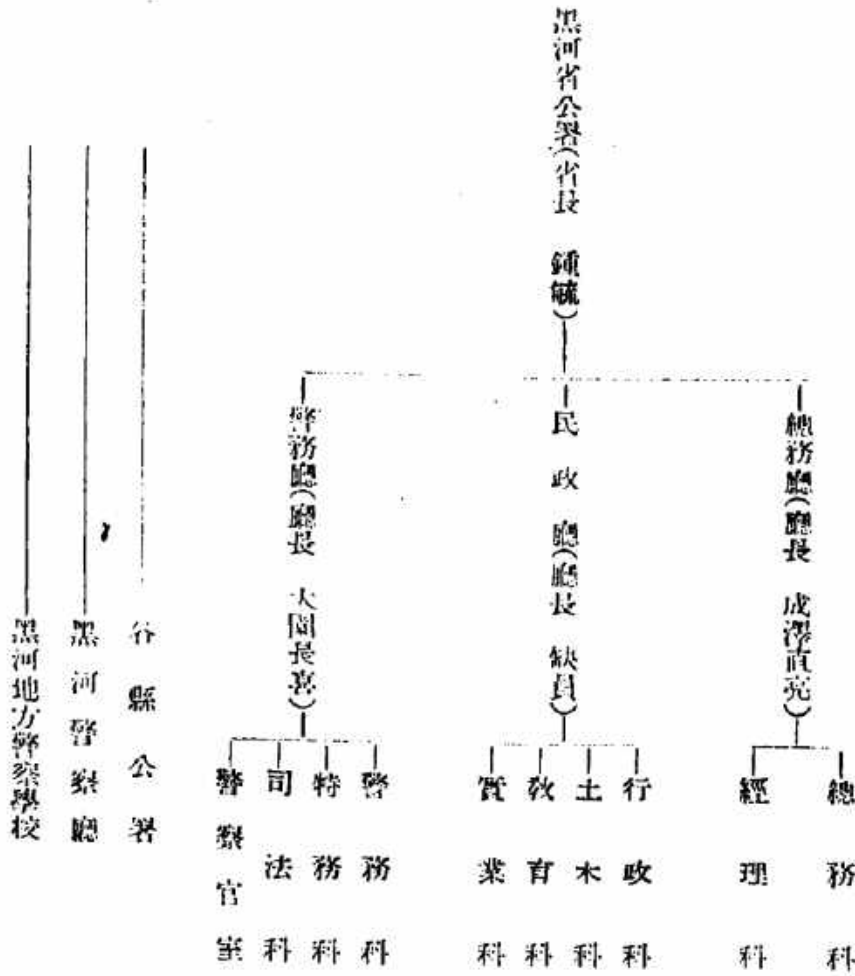 黑河省公署(省長　鍾毓)
總務廳(廳長　成澤直亮)
總務科
經理科
民政廳(廳長　缺員)
行政科
土木科
敎育科
實業科
警務廳(廳長　大園長喜)
警務科
特務科
司法科
警察官室
各縣公署
黑河警察廳
黑河地方警察學校